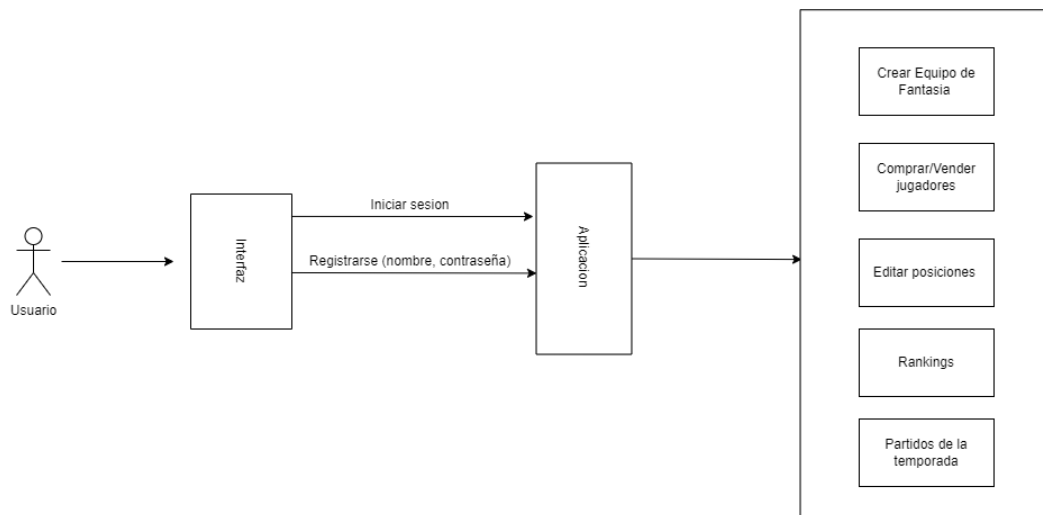 Usuario
Interfaz
Iniciar sesion
Registrarse (nombre, contraseña)
Aplicacion
Crear Equipo de
Fantasia
Comprar/Vender
jugadores
Editar posiciones
Rankings
Partidos de la
temporada